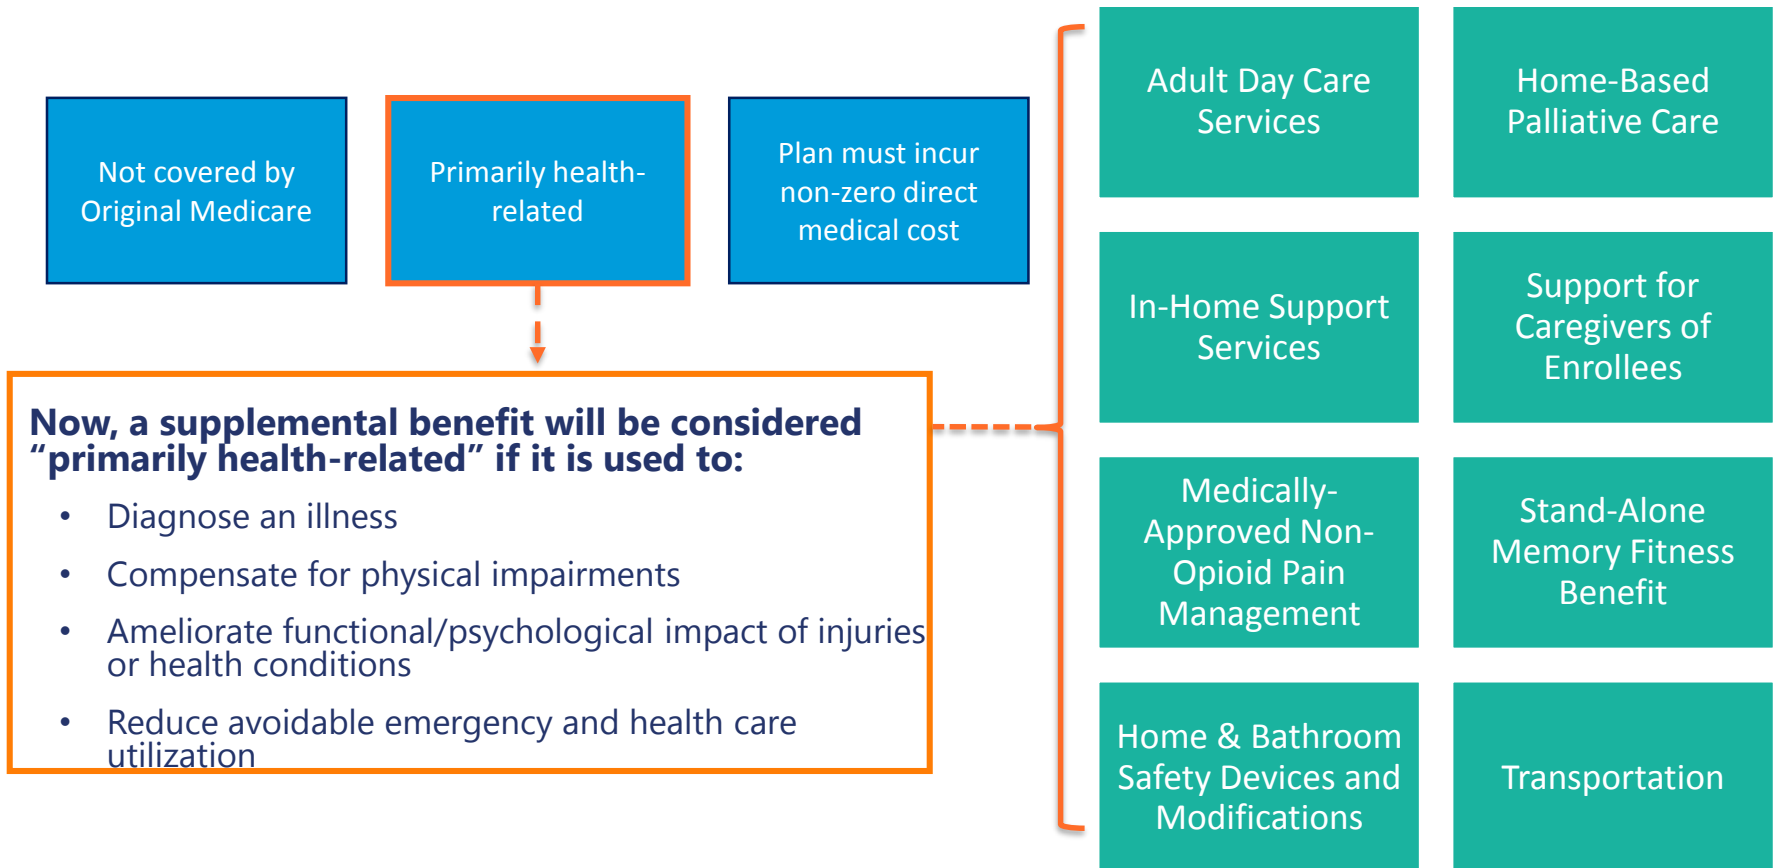 Not covered by
Original Medicare
Primarily health-
related
Plan must incur
non-zero direct
medical cost
Now, a supplemental benefit will be considered
“primarily health-related” if it is used to:
• Diagnose an illness
• Compensate for physical impairments
• Ameliorate functional/psychological impact of injuries
or health conditions
• Reduce avoidable emergency and health care
utilization
Adult Day Care
Services
Home-Based
Palliative Care
In-Home Support
Services
Support for
Caregivers of
Enrollees
Medically-
Approved Non-
Opioid Pain
Management
Stand-Alone
Memory Fitness
Benefit
Home & Bathroom
Safety Devices and
Modifications
Transportation